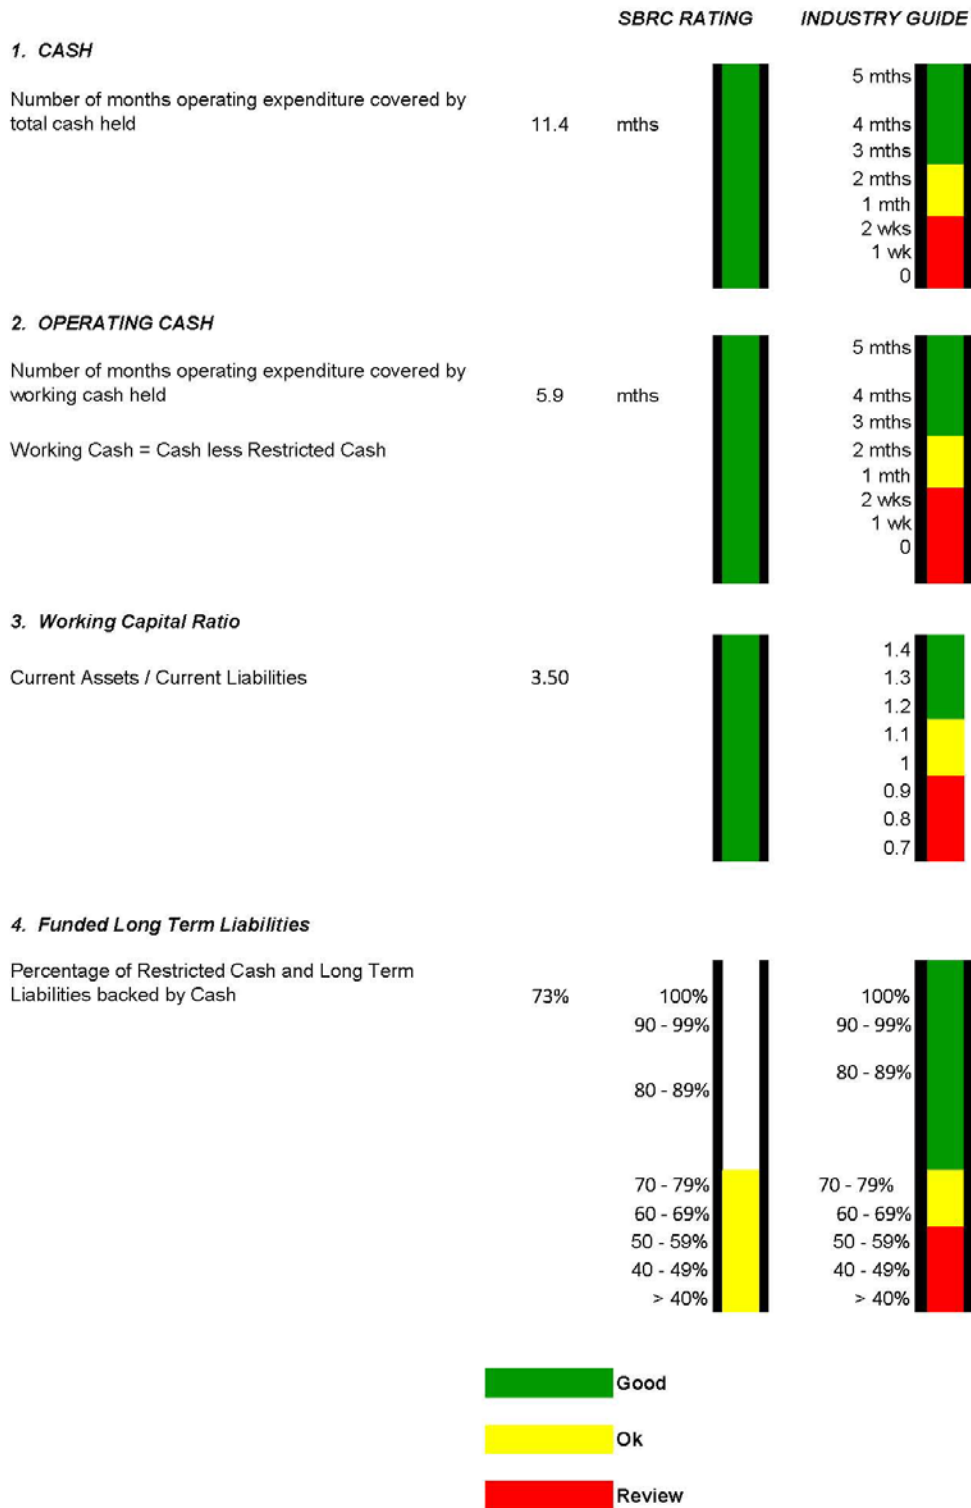 SBRC RATING INDUSTRY GUIDE
1. CASH
5 mths
Number of months operating expenditure covered by
total cash held 11.4 mths 4 mths
3 mths
2 mths
1 mth
2 wks
1 wk
0
2. OPERATING CASH
5 mths
Number of months operating expenditure covered by
working cash held 5.9 mths 4 mths
3 mths
Working Cash = Cash less Restricted Cash 2 mths
1 mth
2 wks
1 wk
0
3. Working Capital Ratio
1.4
Current Assets / Current Liabilities 3.50 1.3
1.2
1.1
1
0.9
0.8
0.7
4. Funded Long Term Liabilities
Percentage of Restricted Cash and Long Term
Liabilities backed by Cash 73% 100% 100%
90 - 99% 90 - 99%
80 - 89% 80 - 89%
70 - 79% 70 - 79%
60 - 69% 60 - 69%
50 - 59% 50 - 59%
40 - 49% 40 - 49%
> 40% > 40%
Good
Ok
Review